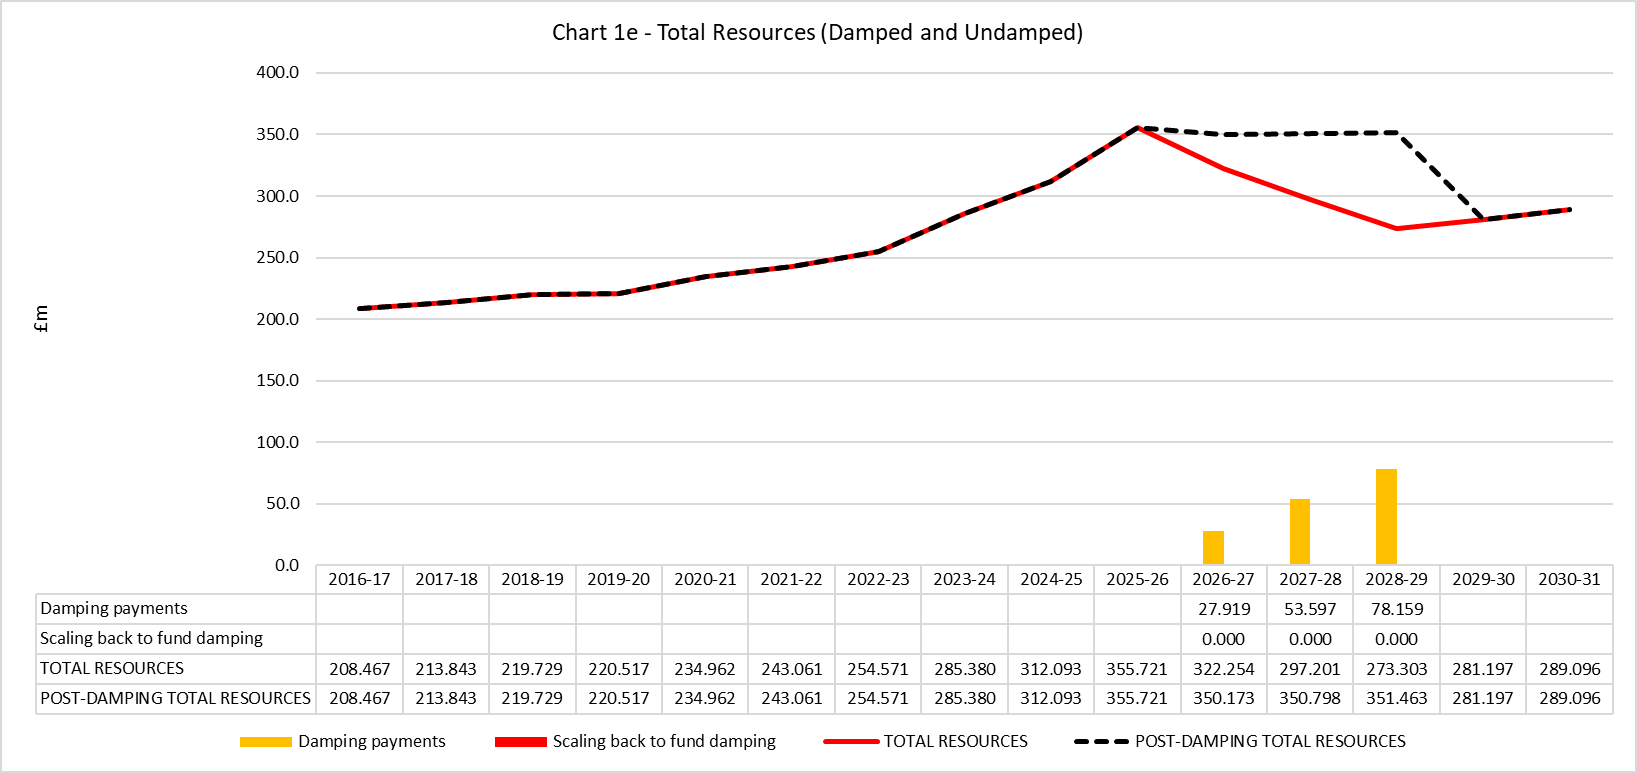 Chart 1e - Total Resources (Damped and Undamped)
400.0
350.0
300.0
250.0
200.0
150.0
100.0
50.0
0.0
£m
2016-17 2017-18 2018-19 2019-20 2020-21 2021-22 2022-23 2023-24 2024-25 2025-26 2026-27 2027-28 2028-29 2029-30 2030-31
Damping payments 27.919 53.597 78.159
Scaling back to fund damping 0.000 0.000 0.000
TOTAL RESOURCES 208.467 213.843 219.729 220.517 234.962 243.061 254.571 285.380 312.093 355.721 322.254 297.201 273.303 281.197 289.096
POST-DAMPING TOTAL RESOURCES 208.467 213.843 219.729 220.517 234.962 243.061 254.571 285.380 312.093 355.721 350.173 350.798 351.463 281.197 289.096
Damping payments Scaling back to fund damping TOTAL RESOURCES POST-DAMPING TOTAL RESOURCES